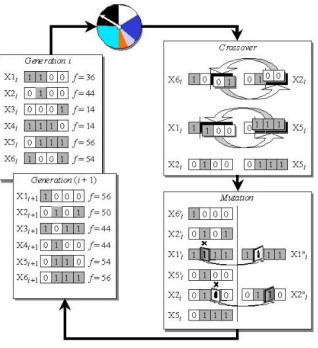 Generation i
X1i 1 1 0 0 f=36
X2i 0 1 0 0 f=44
X3i 0 0 0 1 f=14
X4i 1 1 1 0 f=14
X5i 0 1 1 1 f=56
X6i 1 0 0 1 f=54
Generation (i + 1)
X1i+1 1 0 0 0 f=56
X2i+1 0 1 0 1 f=50
X3i+1 1 0 1 1 f=44
X4i+1 0 1 0 0 f=44
X5i+1 0 1 1 0 f=54
X6i+1 0 1 1 1 f=56
Crossover
X6i 1 0 0 1 0 1 0 0 X2i
X1i 1 1 0 0 0 1 1 1 X5i
X2i 0 1 0 0 0 1 1 1 X5i
Mutation
X6'i 1 0 0 0
X2'i 0 1 0 1
X1'i 1 1 1 1 1 1 1 X1"i
X5'i 0 1 0 0
X2i 0 1 0 0 0 1 0 X2"i
X5i 0 1 1 1